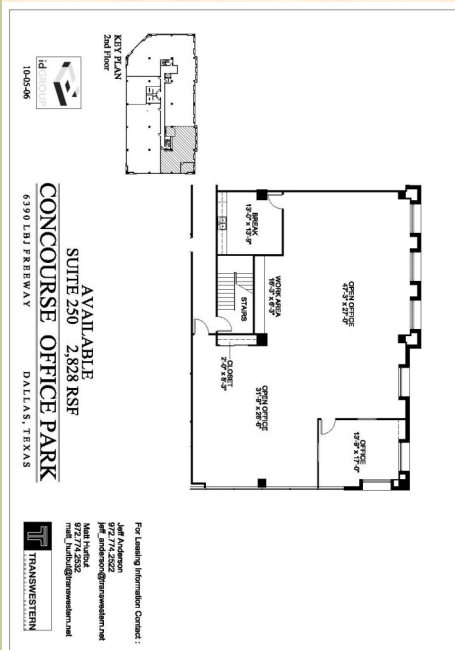 BREAK
13'-0" x 13'-9"
WORK AREA
16'-3" x 6'-3"
OPEN OFFICE
47'-3" x 27'-0"
STAIRS
CLOSET
2'-0" x 8'-3"
OPEN OFFICE
31'-9" x 26'-6"
OFFICE
13'-9" x 17'-0"
KEY PLAN
2nd Floor
idGROUP
10-05-06
AVAILABLE
SUITE 250 2,828 RSF
CONCOURSE OFFICE PARK
6390 LBJ FREEWAY DALLAS, TEXAS
For Leasing Information Contact :
Jeff Anderson
972.774.2522
jeff_anderson@transwestern.net
Matt Hurlbut
972.774.2532
matt_hurlbut@transwestern.net
TRANSWESTERN